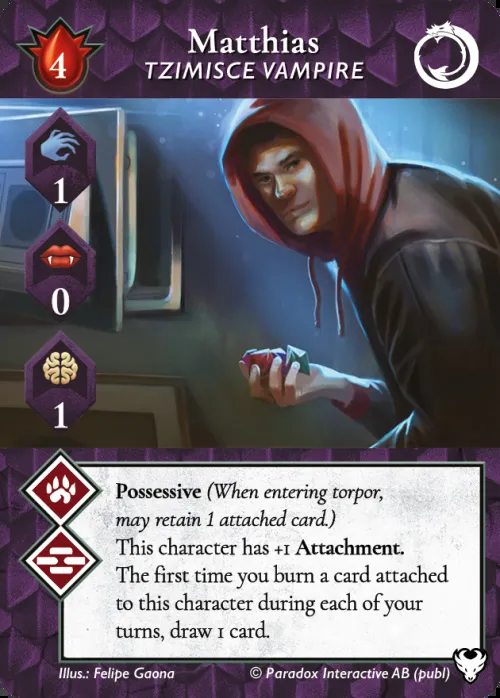 4
Matthias
TZIMISCE VAMPIRE
1
0
1
Possessive (When entering torpor,
may retain 1 attached card.)
This character has +1 Attachment.
The first time you burn a card attached
to this character during each of your
turns, draw 1 card.
Illus.: Felipe Gaona
© Paradox Interactive AB (publ)